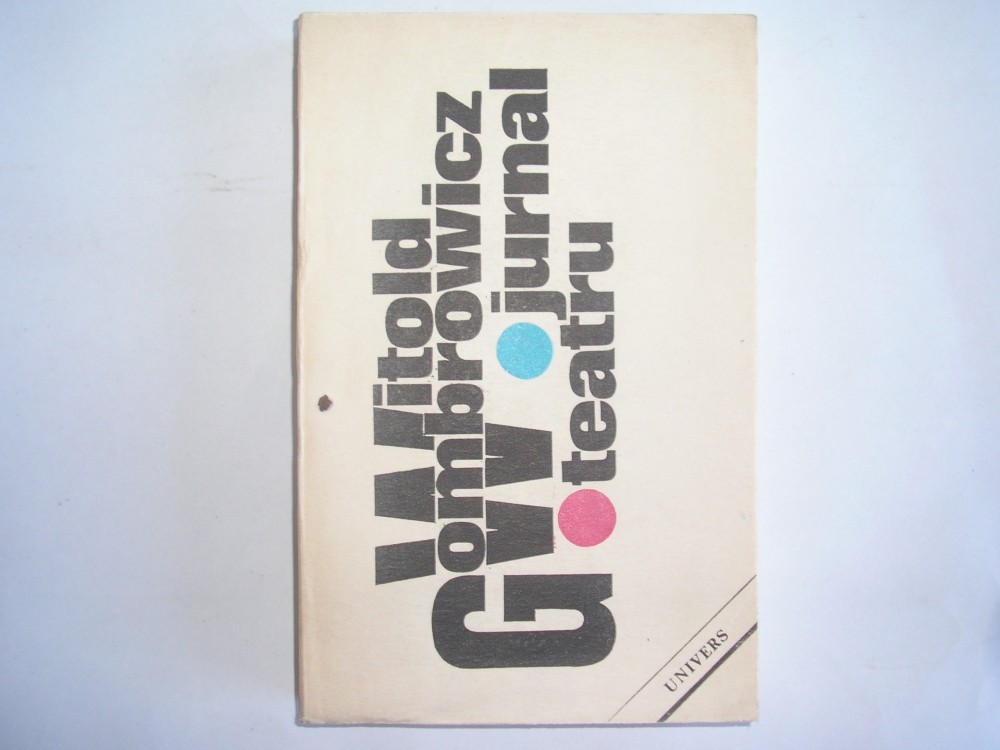 Witold
Gombrowicz
W jurnal
teatru
UNIVERS